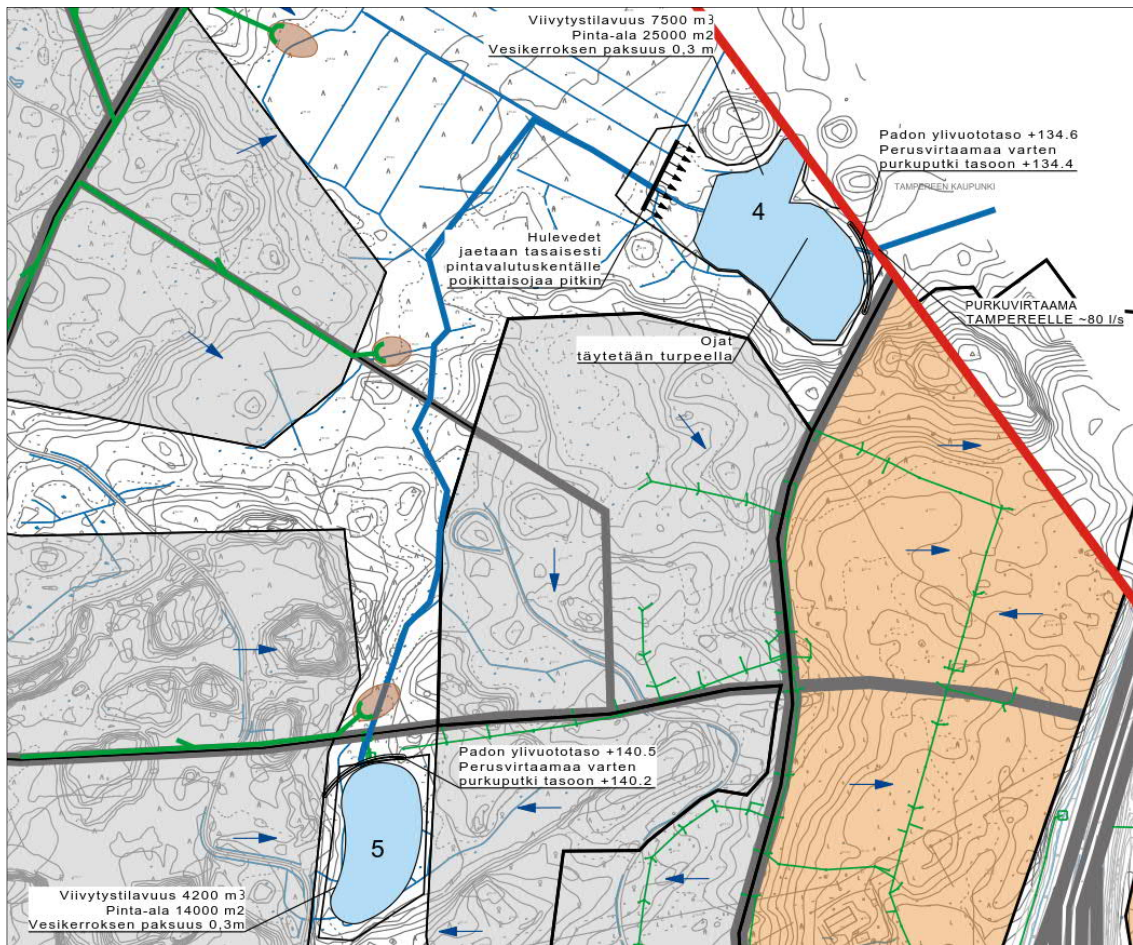 Viivytystilavuus 7500 m3
Pinta-ala 25000 m2
Vesikerroksen paksuus 0,3 m
Padon ylivuototaso +134.6
Perusvirtaamaa varten
purkuputki tasoon +134.4
TAMPEREEN KAUPUNKI
4
Hulevedet
jaetaan tasaisesti
pintavalutuskentälle
poikittaisojaa pitkin
PURKUVIRTAAMA
TAMPEREELLE ~80 l/s
Ojat
täytetään turpeella
Padon ylivuototaso +140.5
Perusvirtaamaa varten
purkuputki tasoon +140.2
5
Viivytystilavuus 4200 m3
Pinta-ala 14000 m2
Vesikerroksen paksuus 0,3m